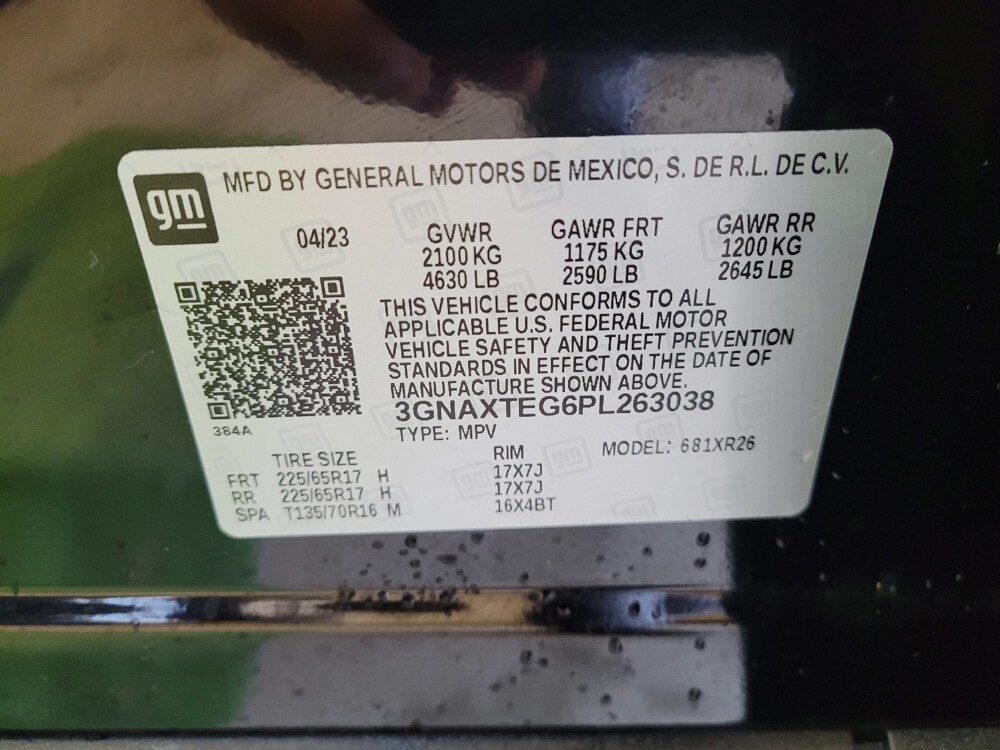 gm
MFD BY GENERAL MOTORS DE MEXICO, S. DE R.L. DE C.V.
04/23 GVWR GAWR FRT GAWR RR
2100 KG 1175 KG 1200 KG
4630 LB 2590 LB 2645 LB
THIS VEHICLE CONFORMS TO ALL
APPLICABLE U.S. FEDERAL MOTOR
VEHICLE SAFETY AND THEFT PREVENTION
STANDARDS IN EFFECT ON THE DATE OF
MANUFACTURE SHOWN ABOVE.
3GNAXTEG6PL263038
384A
TYPE: MPV
MODEL: 681XR26
TIRE SIZE RIM
FRT 225/65R17 H 17X7J
RR 225/65R17 H 17X7J
SPA T135/70R16 M 16X4BT